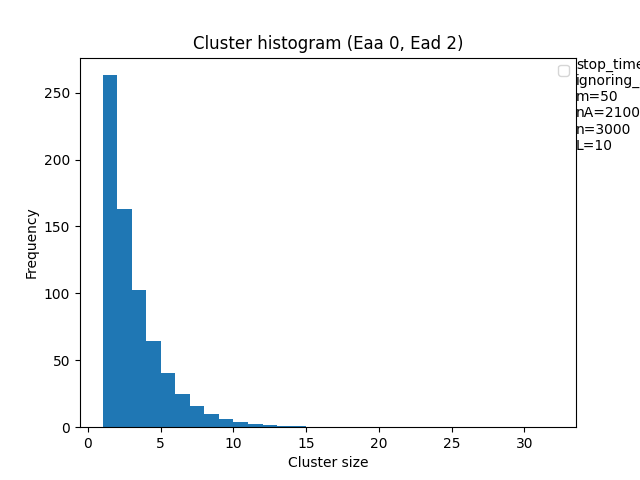 Cluster histogram (Eaa 0, Ead 2)
stop_time
ignoring_
m=50
nA=2100
n=3000
L=10
250
200
150
100
50
0
Frequency
0 5 10 15 20 25 30
Cluster size